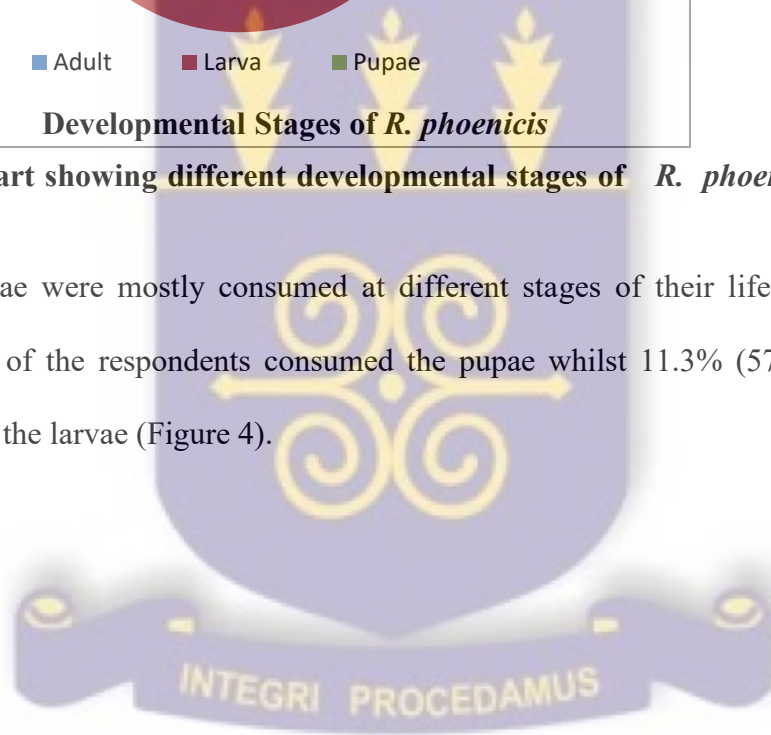 Adult Larva Pupae
Developmental Stages of R. phoenicis
art showing different developmental stages of R. phoe
ae were mostly consumed at different stages of their life
of the respondents consumed the pupae whilst 11.3% (57
the larvae (Figure 4).
INTEGRI PROCEDAMUS